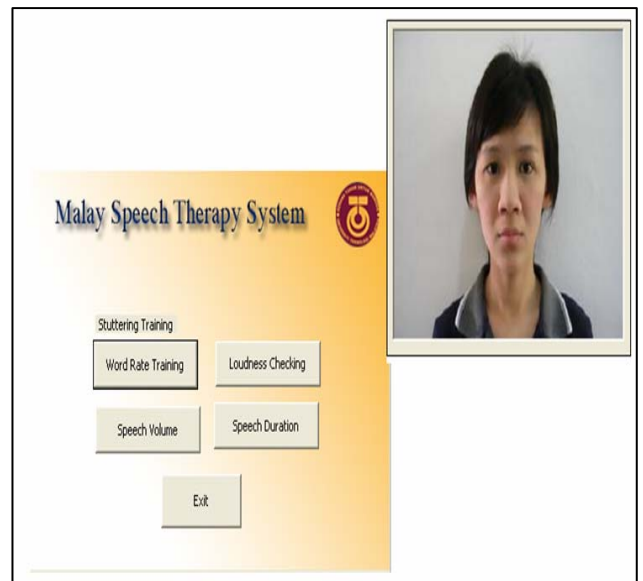 Malay Speech Therapy System
Stuttering Training
Word Rate Training
Loudness Checking
Speech Volume
Speech Duration
Exit